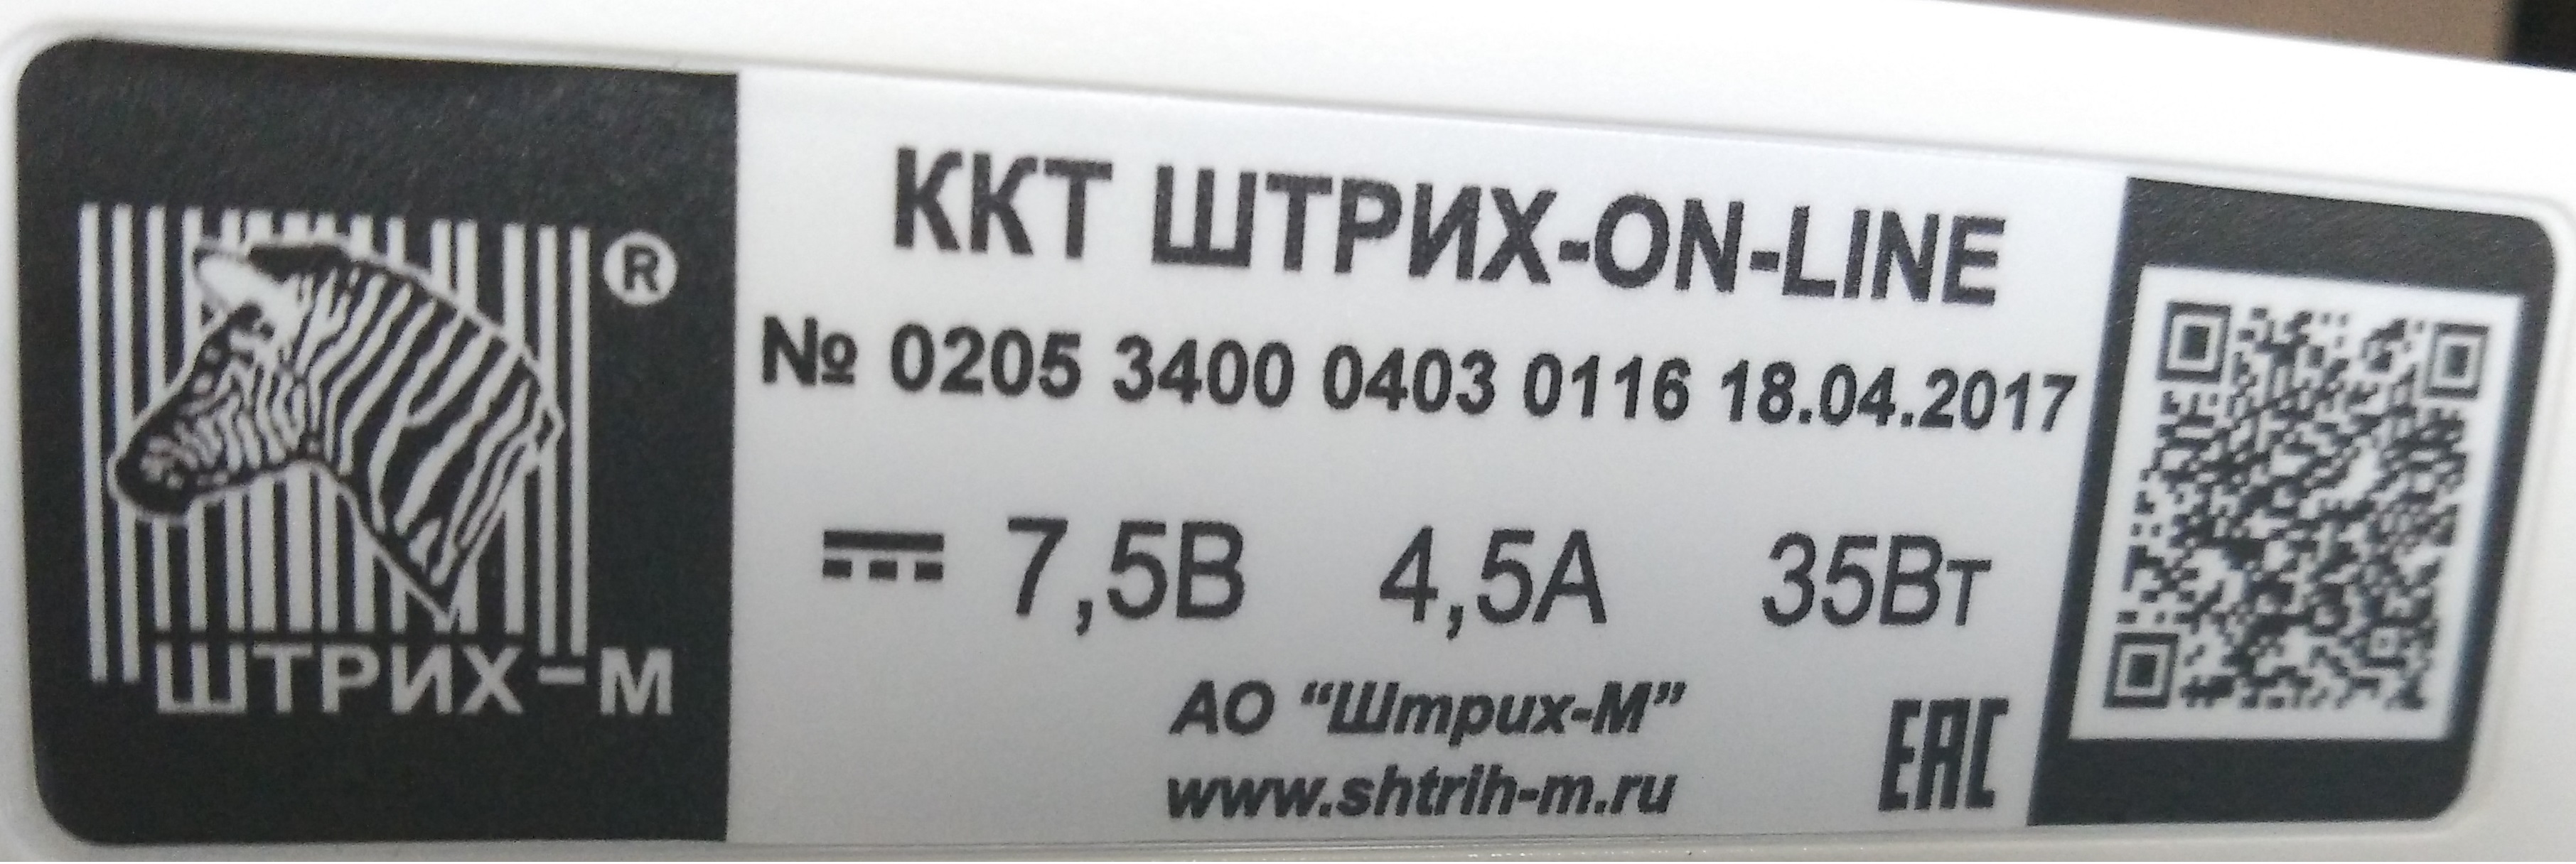 ШТРИХ-М ®
ККТ ШТРИХ-ON-LINE
№ 0205 3400 0403 0116 18.04.2017
7,5В 4,5А 35Вт
АО “Штрих-М”
www.shtrih-m.ru
EAC